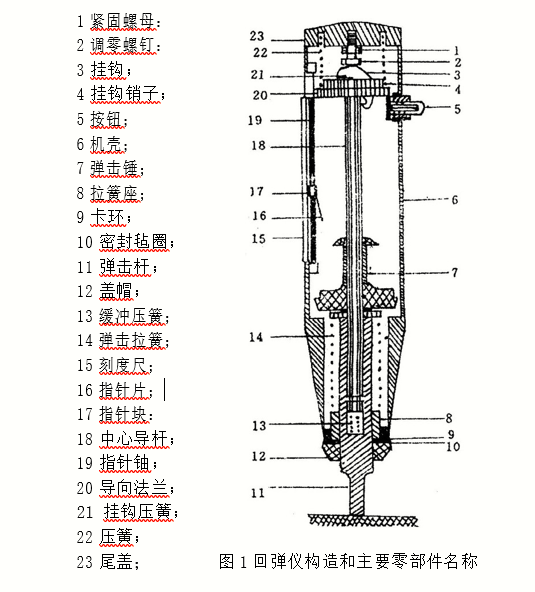 1 紧固螺母:
2 调零螺钉:
3 挂钩;
4 挂钩销子;
5 按钮;
6 机壳;
7 弹击锤;
8 拉簧座;
9 卡环;
10 密封毡圈;
11 弹击杆;
12 盖帽;
13 缓冲压簧;
14 弹击拉簧;
15 刻度尺;
16 指针片;
17 指针块:
18 中心导杆;
19 指针铀;
20 导向法兰;
21 挂钩压簧;
22 压簧;
23 尾盖;
23
22
21
20
19
18
17
16
15
14
13
12
11
1
2
3
4
5
6
7
8
9
10
图1回弹仪构造和主要零部件名称